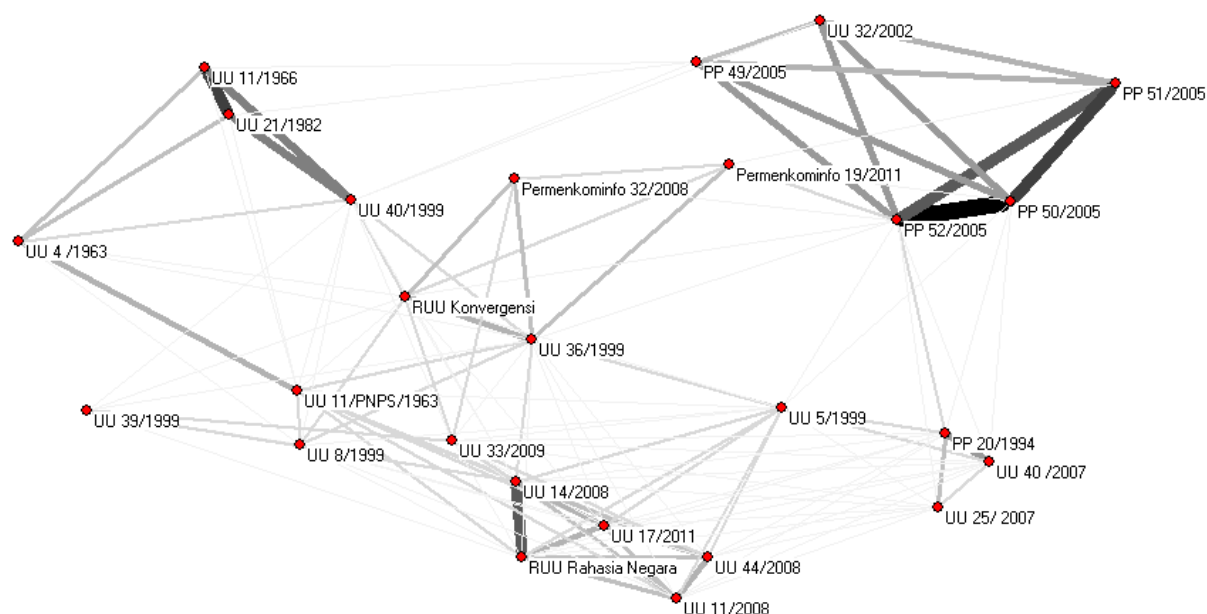 UU 32/2002
PP 49/2005
UU 11/1966
PP 51/2005
UU 21/1982
Permenkominfo 19/2011
Permenkominfo 32/2008
UU 40/1999
PP 50/2005
PP 52/2005
UU 4 /1963
RUU Konvergensi
UU 36/1999
UU 11/PNPS/1963
UU 39/1999
UU 5/1999
PP 20/1994
UU 8/1999
UU 33/2009
UU 40 /2007
UU 14/2008
UU 25/ 2007
UU 17/2011
RUU Rahasia Negara
UU 44/2008
UU 11/2008